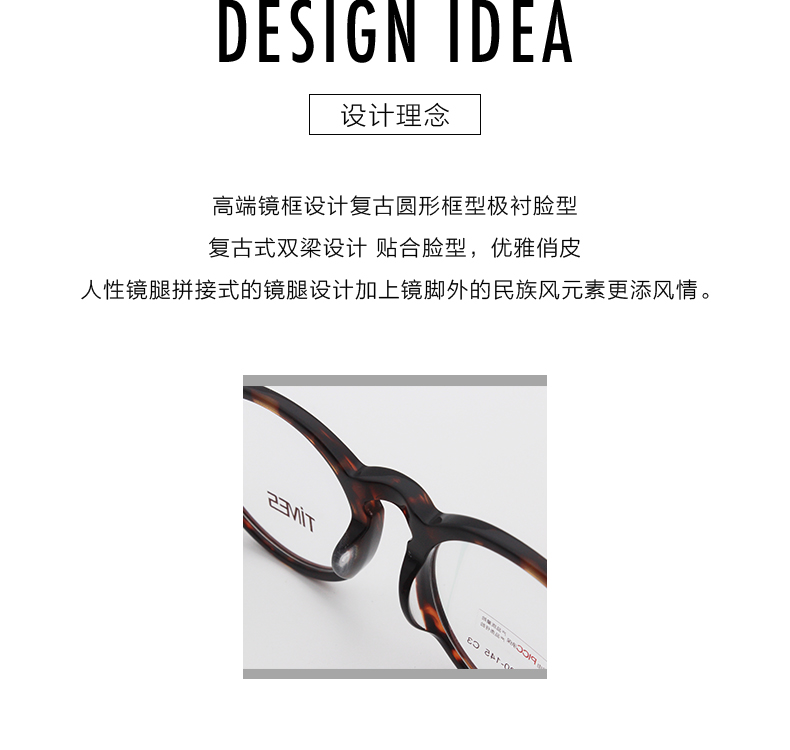 DESIGN IDEA
设计理念
高端镜框设计复古圆形框型极衬脸型
复古式双梁设计 贴合脸型，优雅俏皮
人性镜腿拼接式的镜腿设计加上镜脚外的民族风元素更添风情。
TiMES
PICC
-145 C3